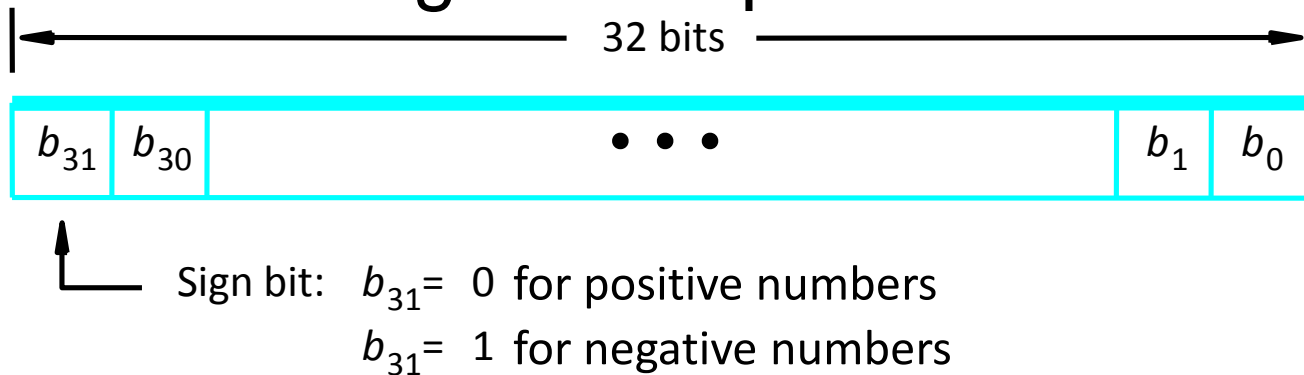 32 bits
b₃₁ b₃₀ • • • b₁ b₀
Sign bit: b₃₁= 0 for positive numbers
b₃₁= 1 for negative numbers